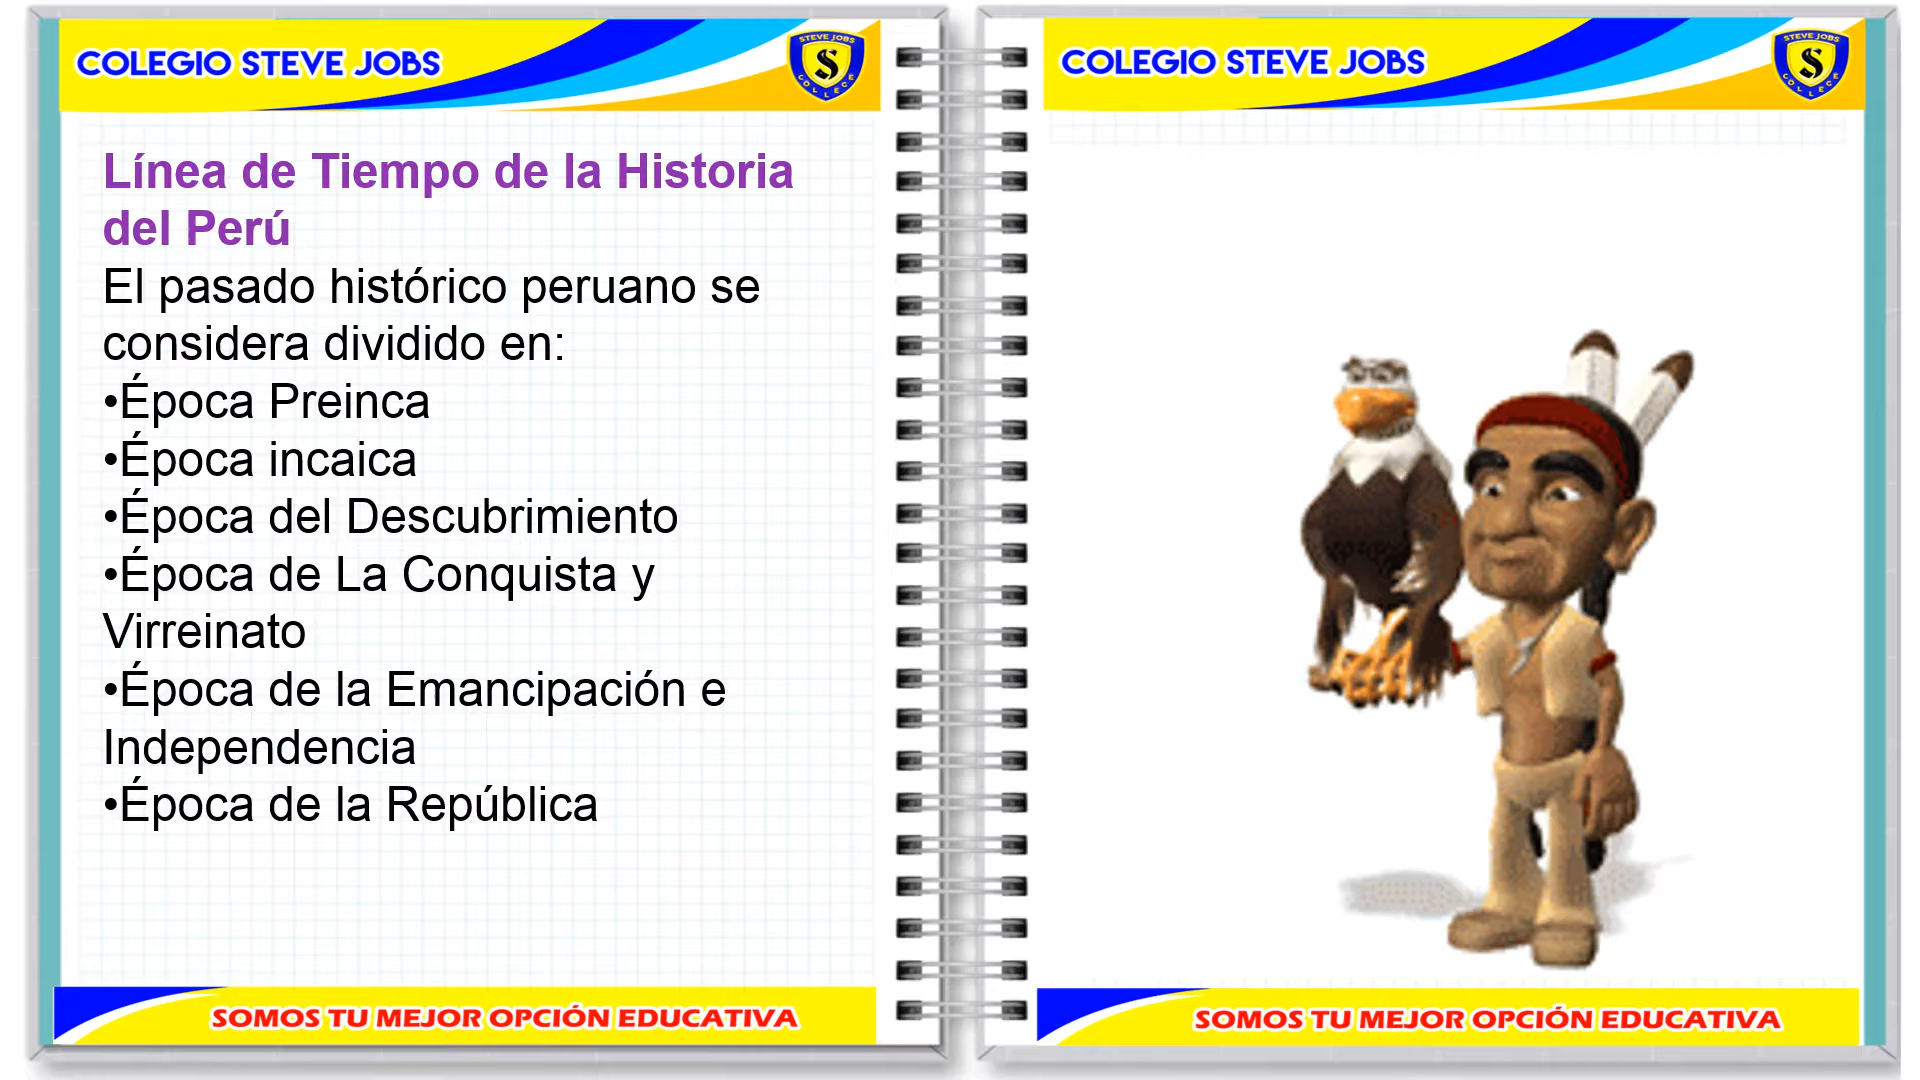 COLEGIO STEVE JOBS
STEVE JOBS
S
COLLEGE
Línea de Tiempo de la Historia
del Perú
El pasado histórico peruano se
considera dividido en:
•Época Preinca
•Época incaica
•Época del Descubrimiento
•Época de La Conquista y
Virreinato
•Época de la Emancipación e
Independencia
•Época de la República
SOMOS TU MEJOR OPCIÓN EDUCATIVA
COLEGIO STEVE JOBS
STEVE JOBS
S
COLLEGE
SOMOS TU MEJOR OPCIÓN EDUCATIVA